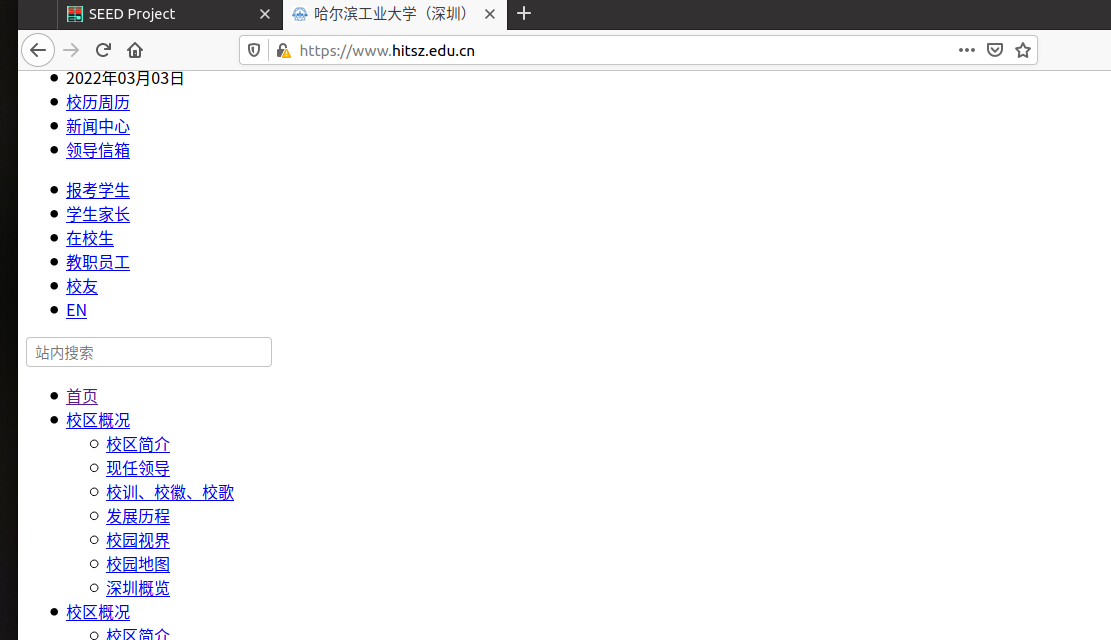 SEED Project
哈尔滨工业大学（深圳）
https://www.hitsz.edu.cn
2022年03月03日
校历周历
新闻中心
领导信箱
报考学生
学生家长
在校生
教职员工
校友
EN
站内搜索
首页
校区概况
校区简介
现任领导
校训、校徽、校歌
发展历程
校园视界
校园地图
深圳概览
校区概况
校区简介